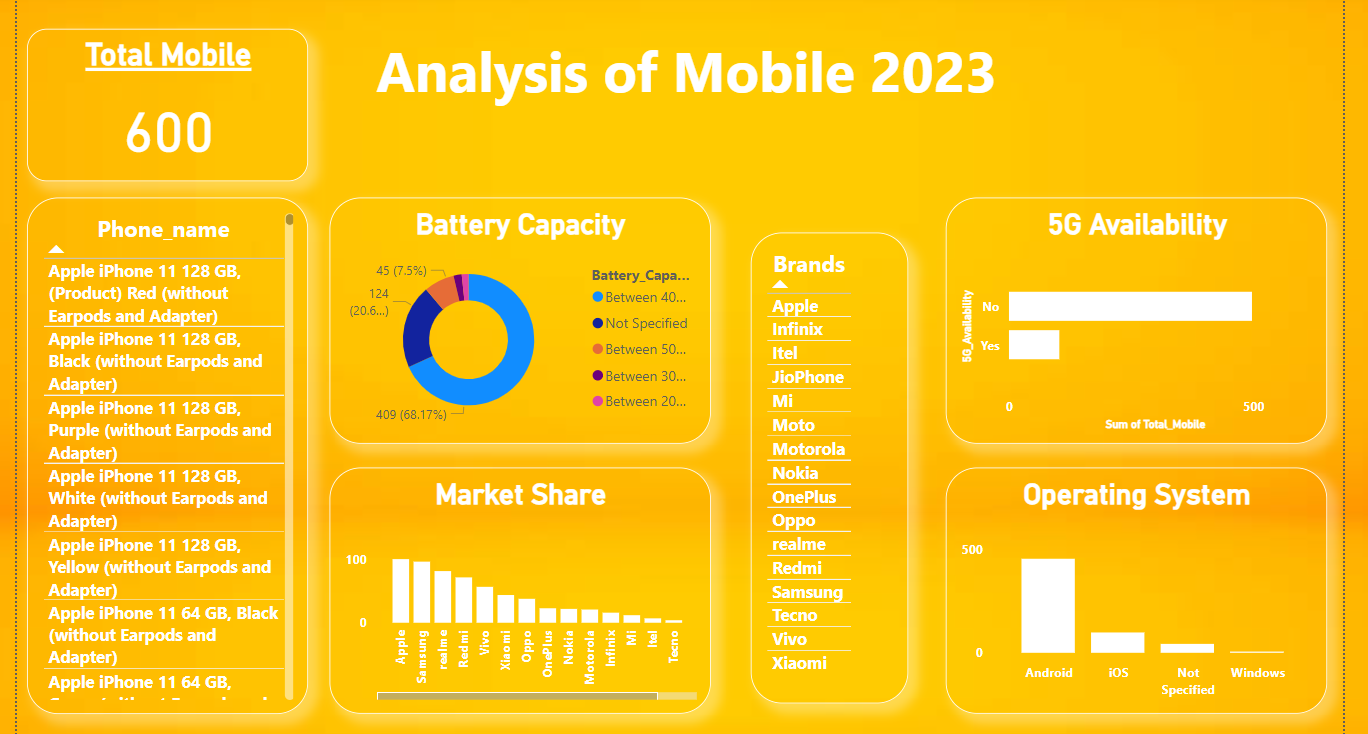 Total Mobile
600
Analysis of Mobile 2023
Phone_name
Apple iPhone 11 128 GB,
(Product) Red (without
Earpods and Adapter)
Apple iPhone 11 128 GB,
Black (without Earpods and
Adapter)
Apple iPhone 11 128 GB,
Purple (without Earpods and
Adapter)
Apple iPhone 11 128 GB,
White (without Earpods and
Adapter)
Apple iPhone 11 128 GB,
Yellow (without Earpods and
Adapter)
Apple iPhone 11 64 GB, Black
(without Earpods and
Adapter)
Apple iPhone 11 64 GB,
Battery Capacity
45 (7.5%)
124
(20.6...)
409 (68.17%)
Battery_Capa...
Between 40...
Not Specified
Between 50...
Between 30...
Between 20...
Market Share
100
0
Apple
Samsung
realme
Redmi
Vivo
Xiaomi
Oppo
OnePlus
Nokia
Motorola
Infinix
Mi
Itel
Tecno
Brands
Apple
Infinix
Itel
JioPhone
Mi
Moto
Motorola
Nokia
OnePlus
Oppo
realme
Redmi
Samsung
Tecno
Vivo
Xiaomi
5G Availability
5G_Availability
No
Yes
0
500
Sum of Total_Mobile
Operating System
500
0
Android
iOS
Not
Specified
Windows